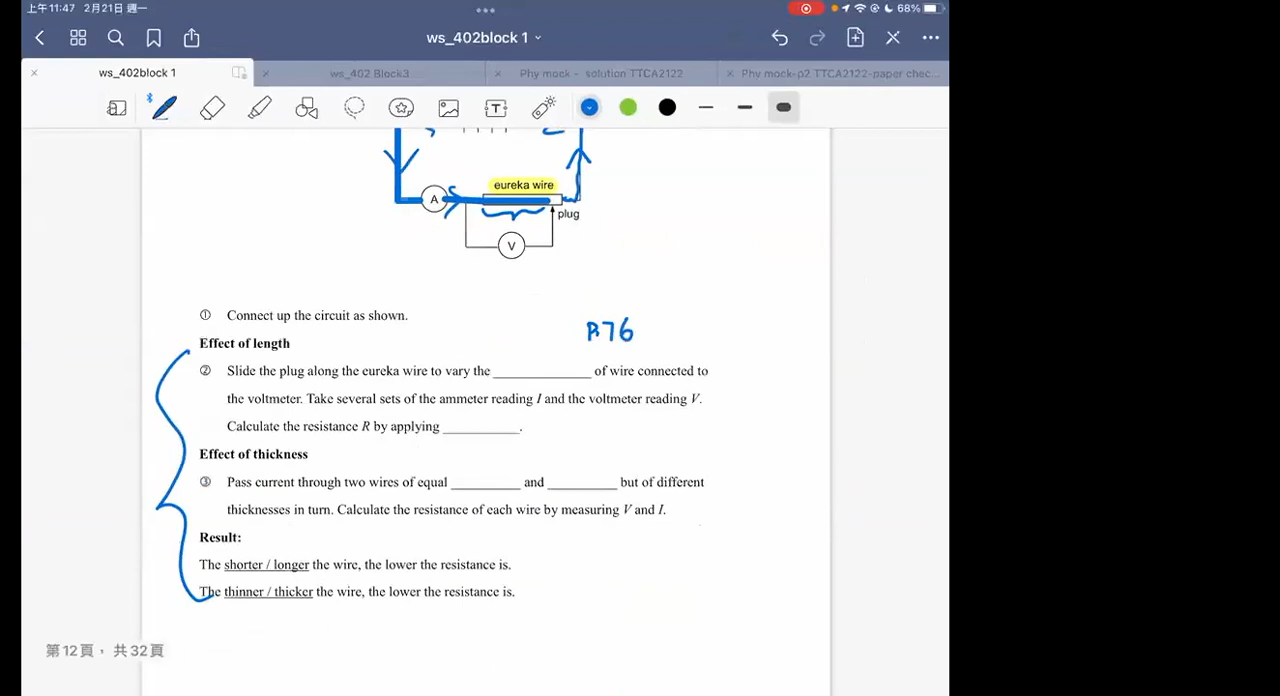 上午11:47 2月21日 週一 68%
ws_402block 1
ws_402block 1 ws_402 Block3... Phy mock - solution TTCA2122 Phy mock-p2 TTCA2122-paper chec...
eureka wire
A
plug
V
① Connect up the circuit as shown.
P.76
Effect of length
② Slide the plug along the eureka wire to vary the ______________ of wire connected to
the voltmeter. Take several sets of the ammeter reading I and the voltmeter reading V.
Calculate the resistance R by applying ___________.
Effect of thickness
③ Pass current through two wires of equal __________ and __________ but of different
thicknesses in turn. Calculate the resistance of each wire by measuring V and I.
Result:
The shorter / longer the wire, the lower the resistance is.
The thinner / thicker the wire, the lower the resistance is.
第12頁，共32頁